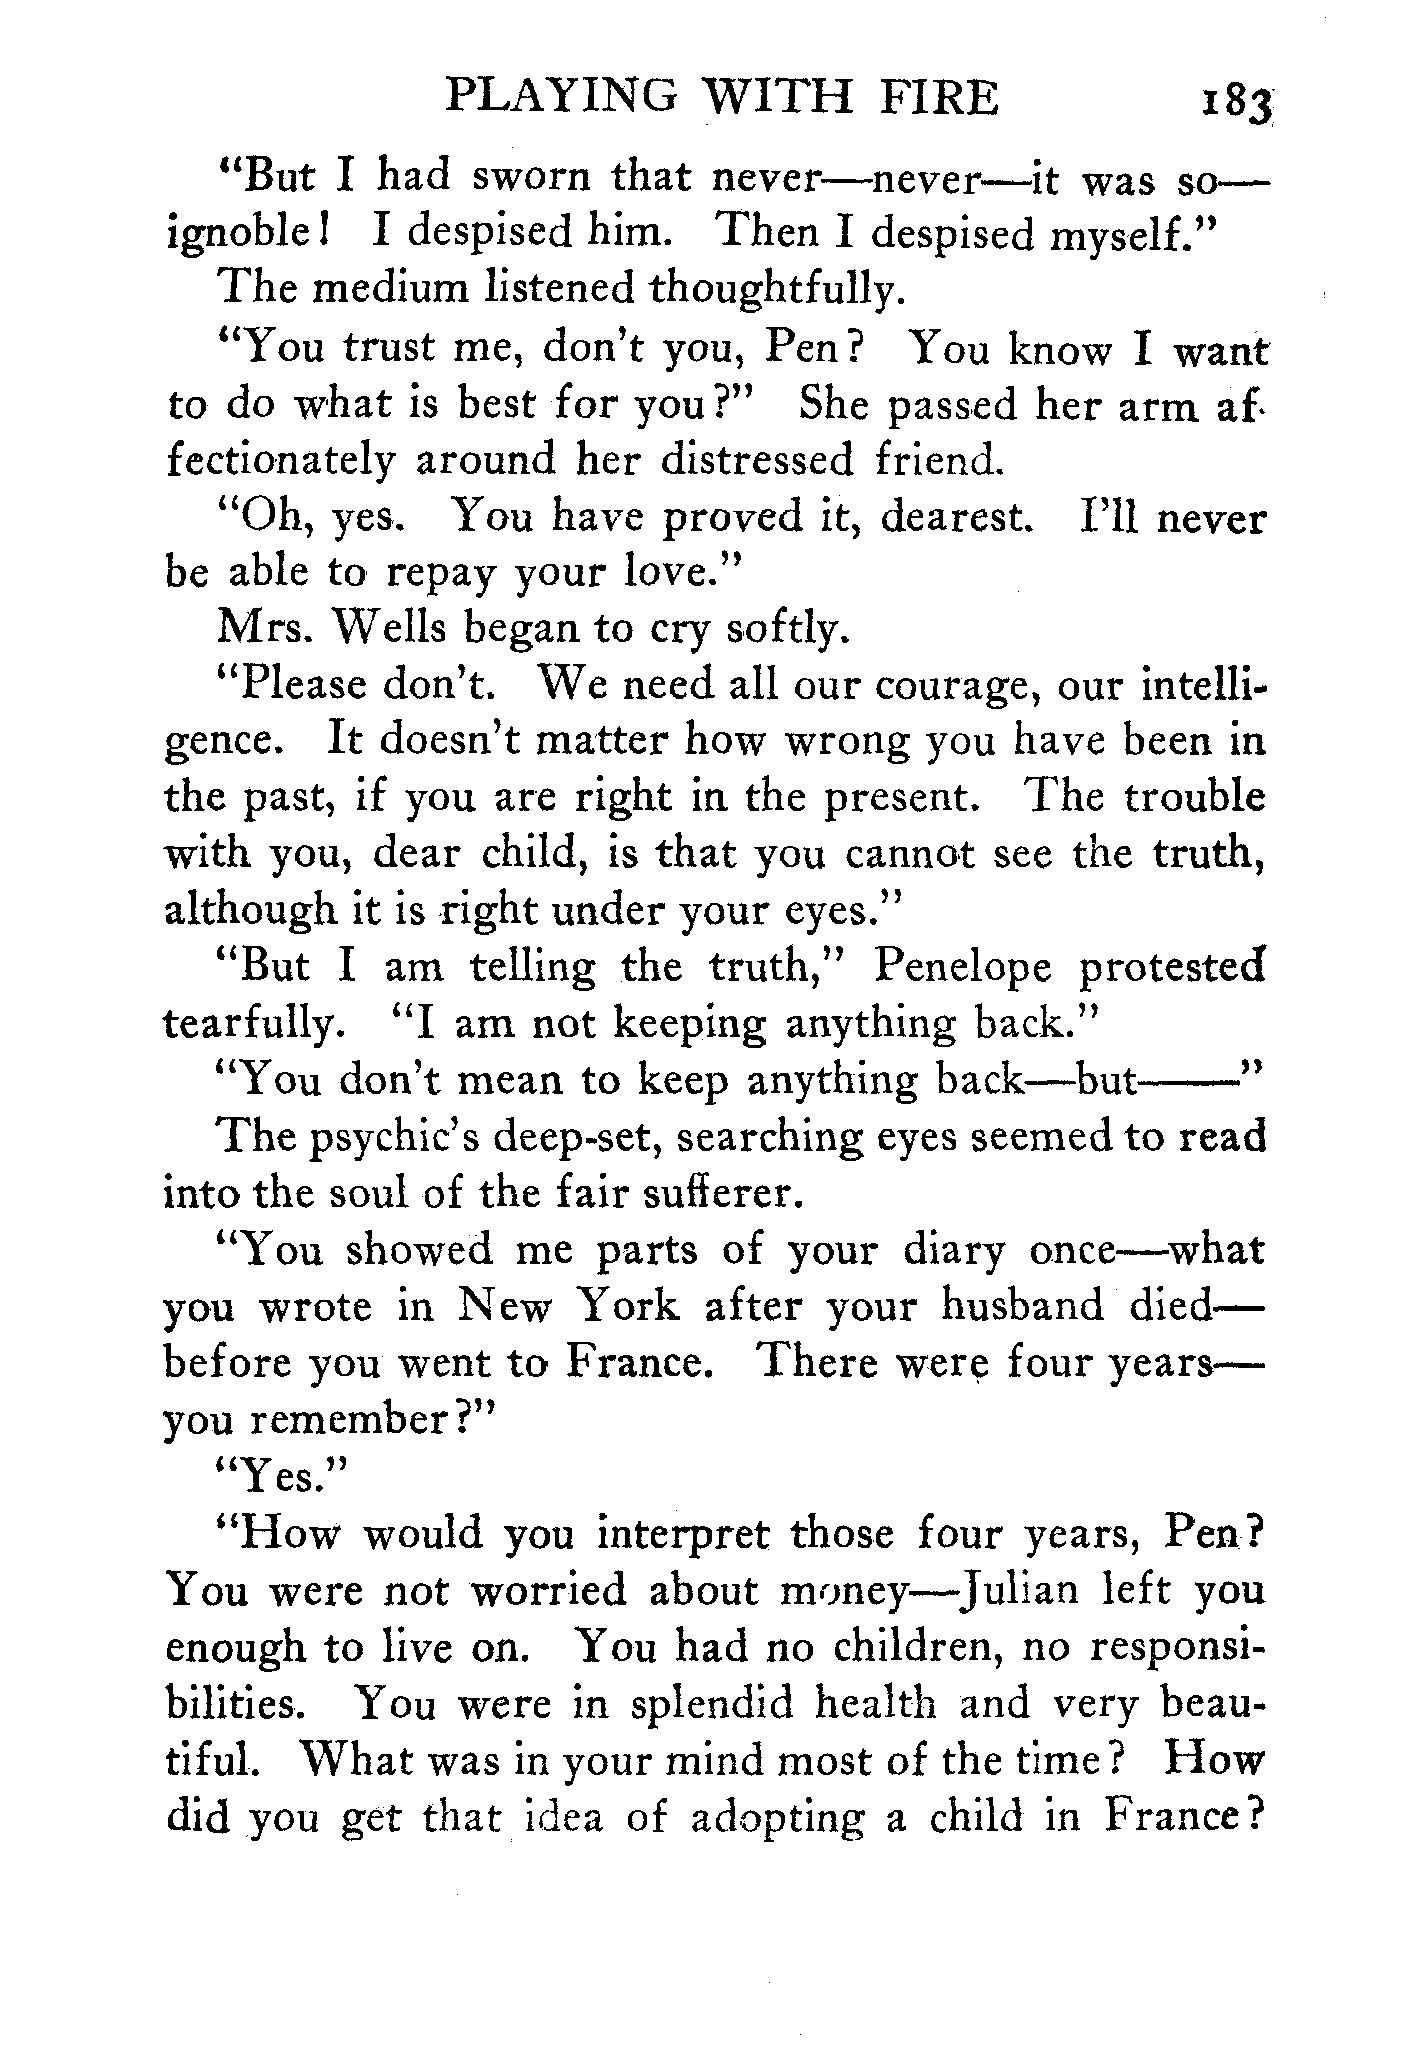 PLAYING WITH FIRE 183
"But I had sworn that never—never—it was so—
ignoble! I despised him. Then I despised myself."
The medium listened thoughtfully.
"You trust me, don't you, Pen? You know I want
to do what is best for you?" She passed her arm af-
fectionately around her distressed friend.
"Oh, yes. You have proved it, dearest. I'll never
be able to repay your love."
Mrs. Wells began to cry softly.
"Please don't. We need all our courage, our intelli-
gence. It doesn't matter how wrong you have been in
the past, if you are right in the present. The trouble
with you, dear child, is that you cannot see the truth,
although it is right under your eyes."
"But I am telling the truth," Penelope protested
tearfully. "I am not keeping anything back."
"You don't mean to keep anything back—but——"
The psychic's deep-set, searching eyes seemed to read
into the soul of the fair sufferer.
"You showed me parts of your diary once—what
you wrote in New York after your husband died—
before you went to France. There were four years—
you remember?"
"Yes."
"How would you interpret those four years, Pen?
You were not worried about money—Julian left you
enough to live on. You had no children, no responsi-
bilities. You were in splendid health and very beau-
tiful. What was in your mind most of the time? How
did you get that idea of adopting a child in France?